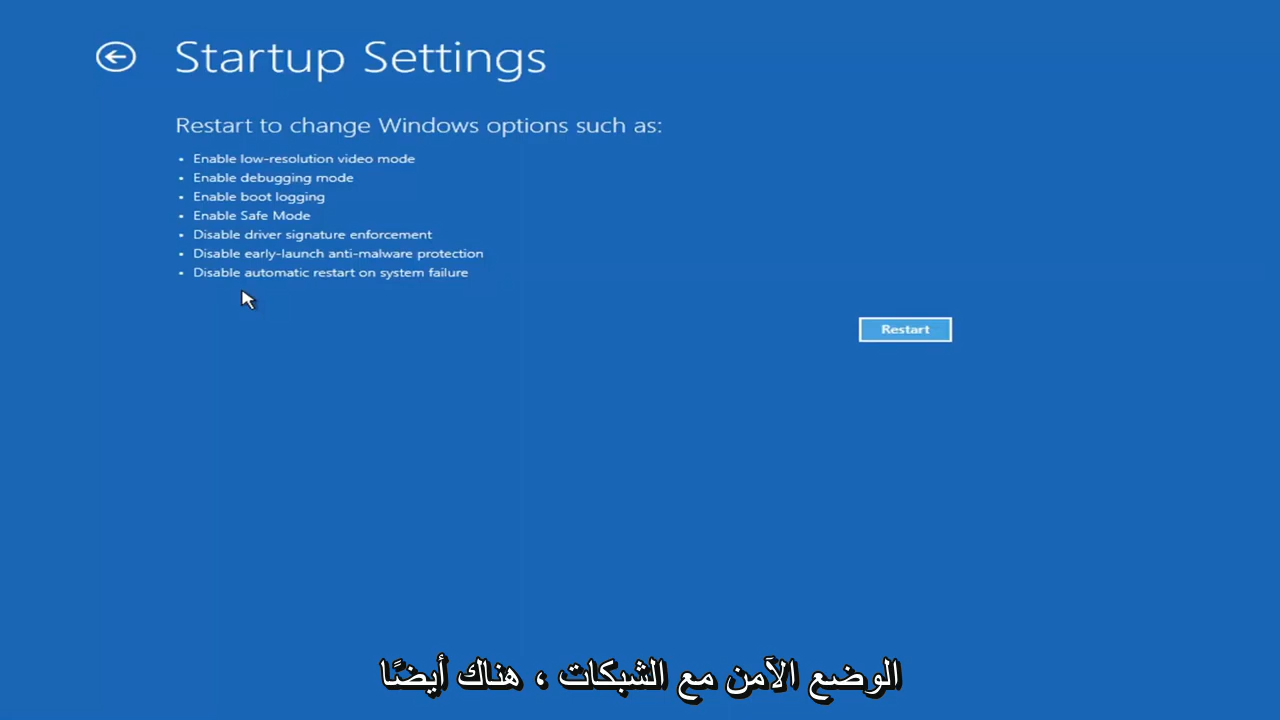 Startup Settings
Restart to change Windows options such as:
• Enable low-resolution video mode
• Enable debugging mode
• Enable boot logging
• Enable Safe Mode
• Disable driver signature enforcement
• Disable early-launch anti-malware protection
• Disable automatic restart on system failure
Restart
الوضع الآمن مع الشبكات ، هناك أيضًا